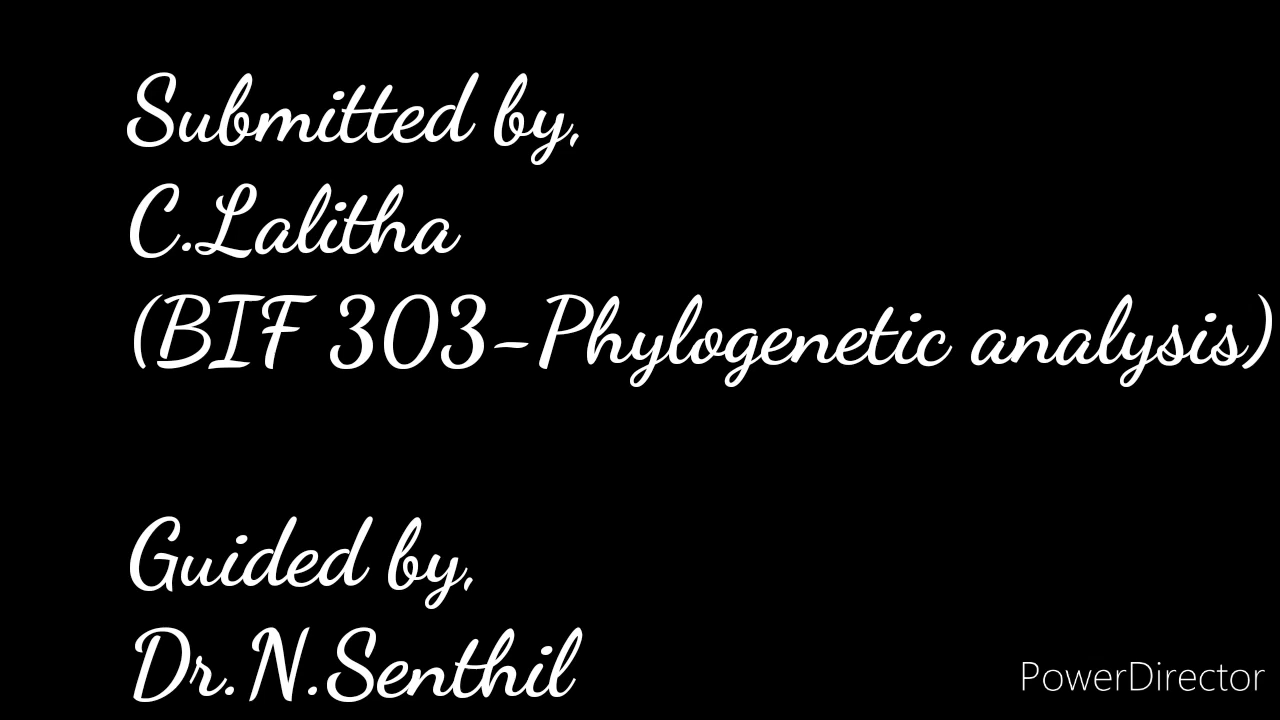 Submitted by,
C.Lalitha
(BIF 303-Phylogenetic analysis)
Guided by,
Dr.N.Senthil
PowerDirector